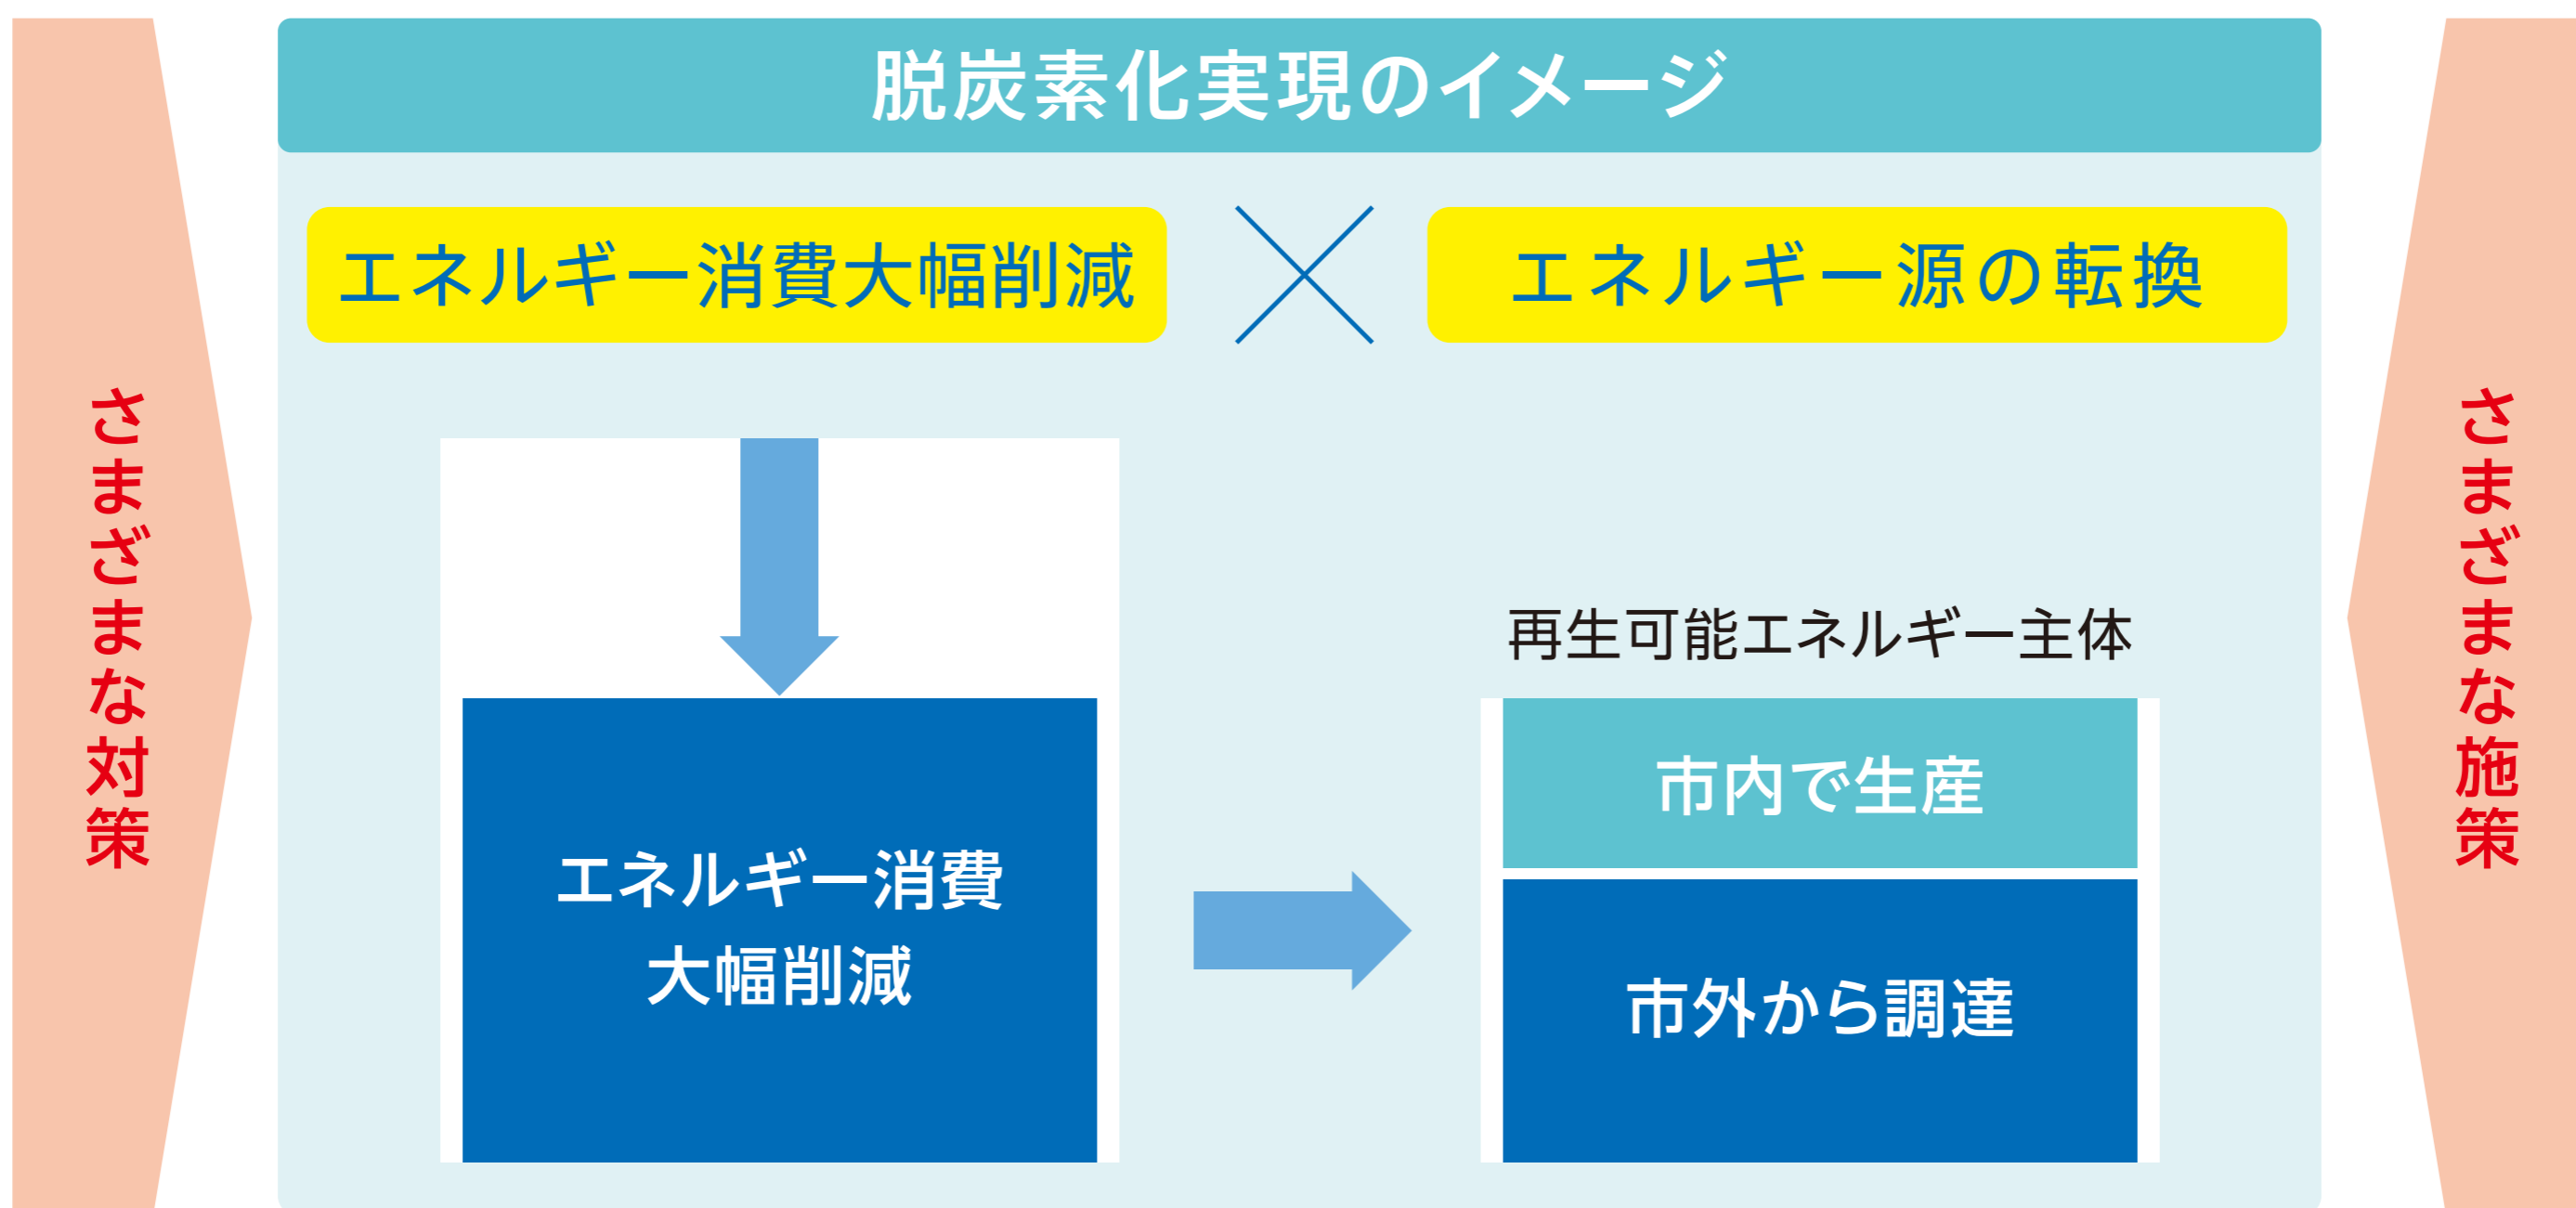 脱炭素化実現のイメージ
エネルギー消費大幅削減
エネルギー源の転換
さまざまな対策
エネルギー消費
大幅削減
再生可能エネルギー主体
市内で生産
市外から調達
さまざまな施策